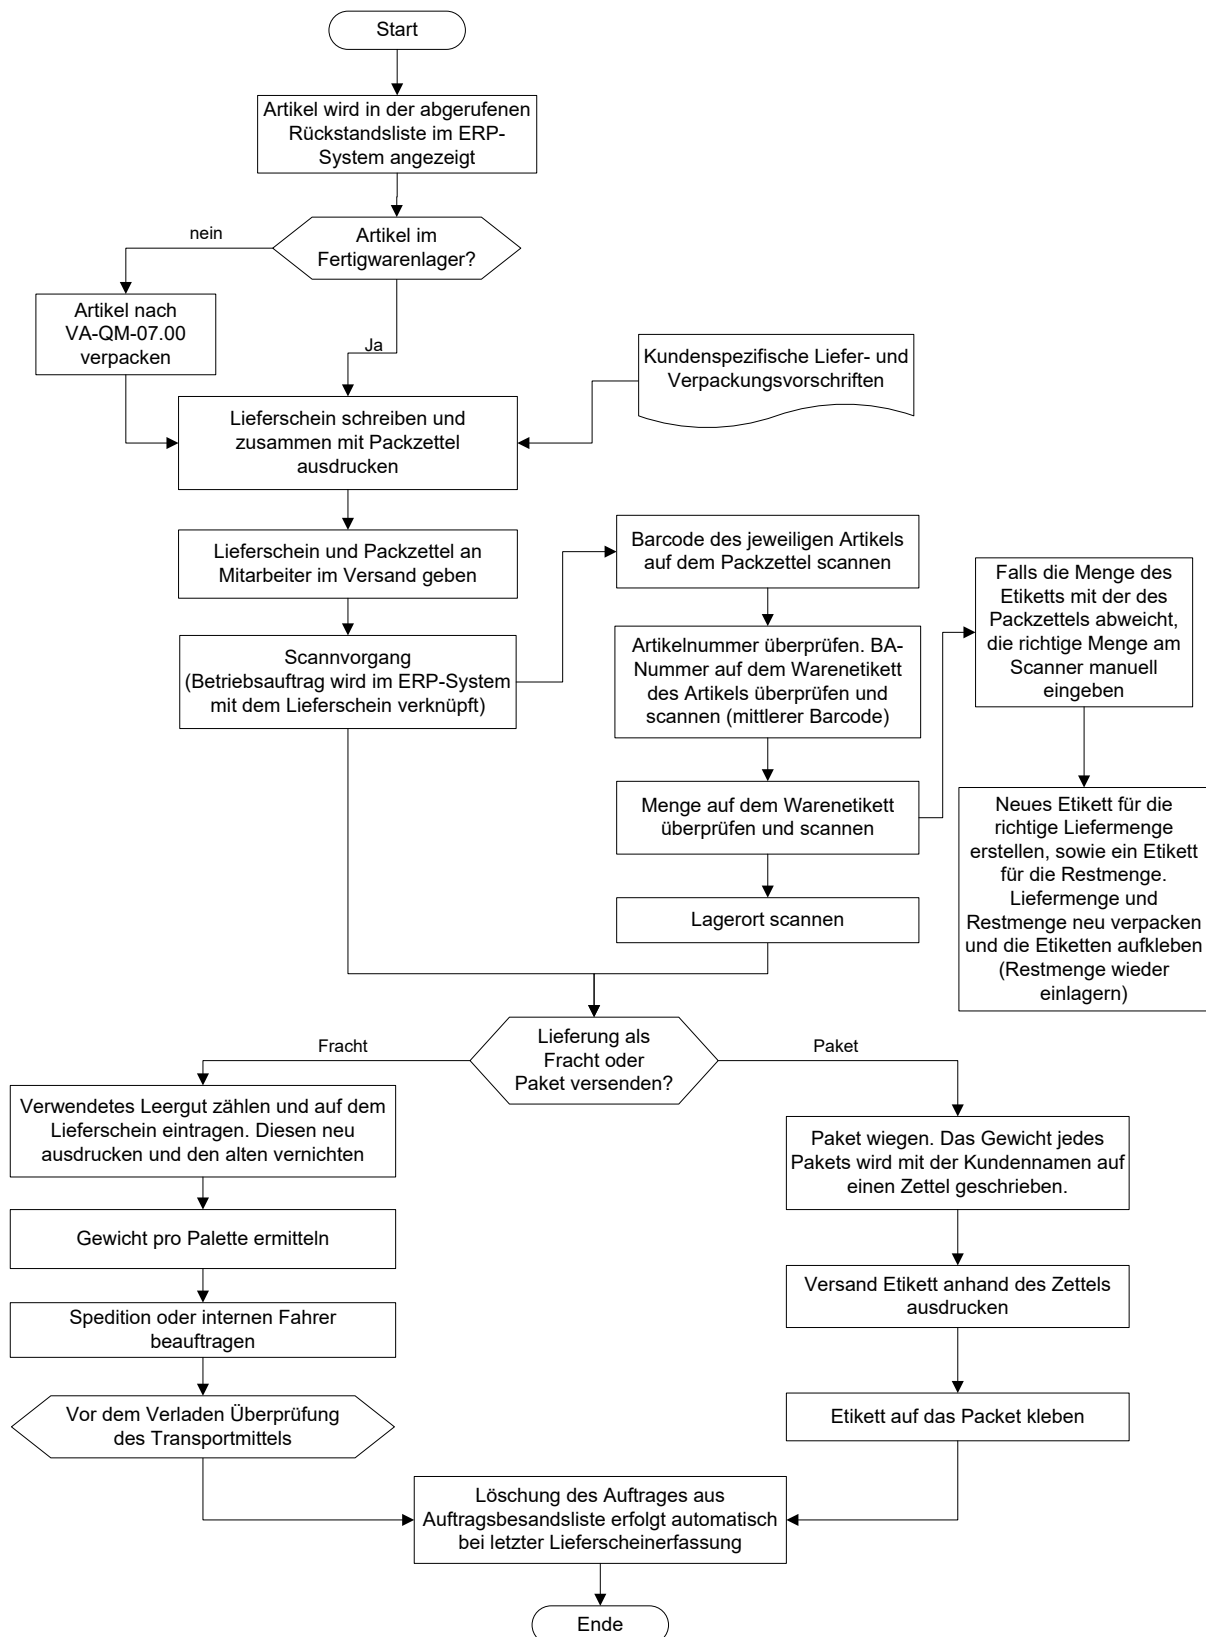 Start
Artikel wird in der abgerufenen
Rückstandsliste im ERP-
System angezeigt
nein
Artikel im
Fertigwarenlager?
Artikel nach
VA-QM-07.00
verpacken
Ja
Kundenspezifische Liefer- und
Verpackungsvorschriften
Lieferschein schreiben und
zusammen mit Packzettel
ausdrucken
Lieferschein und Packzettel an
Mitarbeiter im Versand geben
Barcode des jeweiligen Artikels
auf dem Packzettel scannen
Falls die Menge des
Etiketts mit der des
Packzettels abweicht,
die richtige Menge am
Scanner manuell
eingeben
Scannvorgang
(Betriebsauftrag wird im ERP-System
mit dem Lieferschein verknüpft)
Artikelnummer überprüfen. BA-
Nummer auf dem Warenetikett
des Artikels überprüfen und
scannen (mittlerer Barcode)
Menge auf dem Warenetikett
überprüfen und scannen
Neues Etikett für die
richtige Liefermenge
erstellen, sowie ein Etikett
für die Restmenge.
Liefermenge und
Restmenge neu verpacken
und die Etiketten aufkleben
(Restmenge wieder
einlagern)
Lagerort scannen
Lieferung als
Fracht oder
Paket versenden?
Fracht
Paket
Verwendetes Leergut zählen und auf dem
Lieferschein eintragen. Diesen neu
ausdrucken und den alten vernichten
Paket wiegen. Das Gewicht jedes
Pakets wird mit der Kundennamen auf
einen Zettel geschrieben.
Gewicht pro Palette ermitteln
Versand Etikett anhand des Zettels
ausdrucken
Spedition oder internen Fahrer
beauftragen
Vor dem Verladen Überprüfung
des Transportmittels
Etikett auf das Packet kleben
Löschung des Auftrages aus
Auftragsbesandsliste erfolgt automatisch
bei letzter Lieferscheinerfassung
Ende